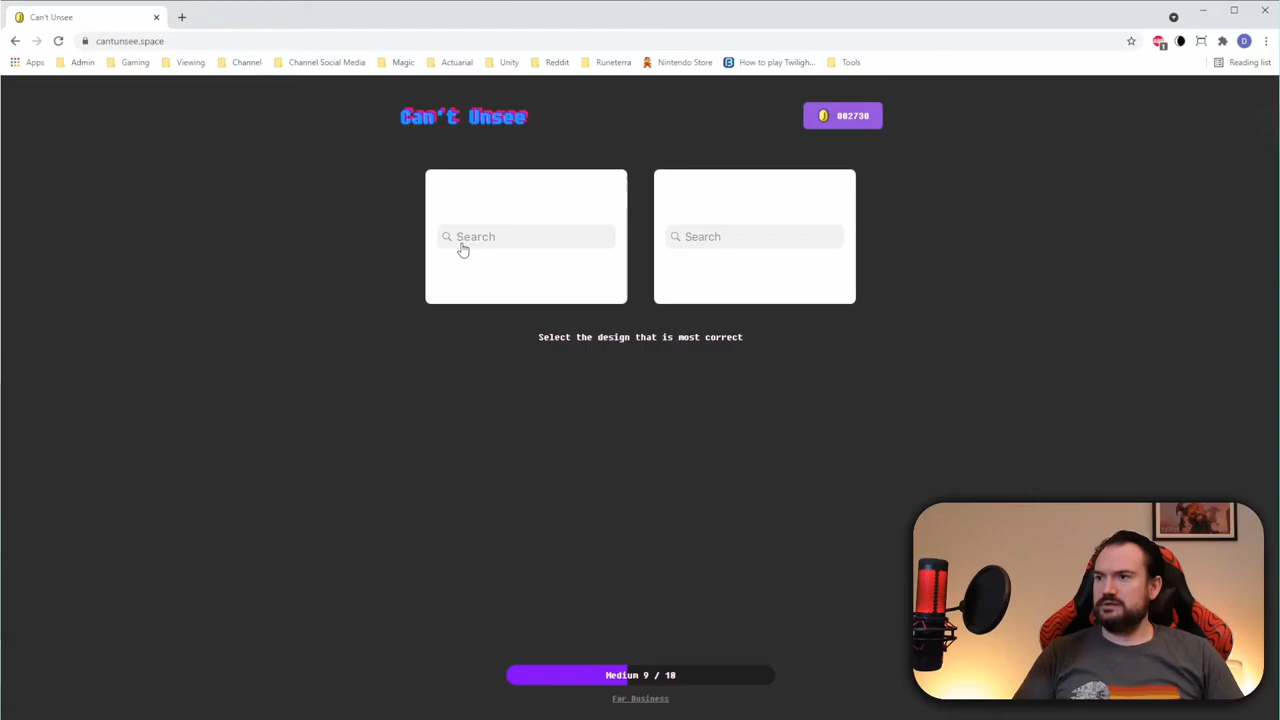 Can't Unsee
cantunsee.space
Apps Admin Gaming Viewing Channel Channel Social Media Magic Actuarial Unity Reddit Runeterra Nintendo Store How to play Twiligh... Tools Reading list
Can't Unsee
002730
Search
Search
Select the design that is most correct
Medium 9 / 18
For Business